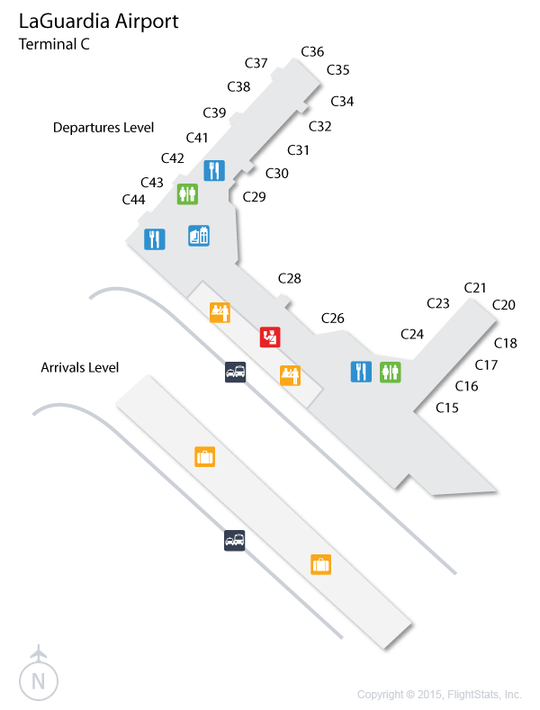 LaGuardia Airport
Terminal C
C36
C37
C35
C38
C34
C39
C32
Departures Level
C41
C31
C42
C30
C43
C29
C44
C28
C21
C23
C20
C26
C24
C18
C17
Arrivals Level
C16
C15
N
Copyright © 2015, FlightStats, Inc.